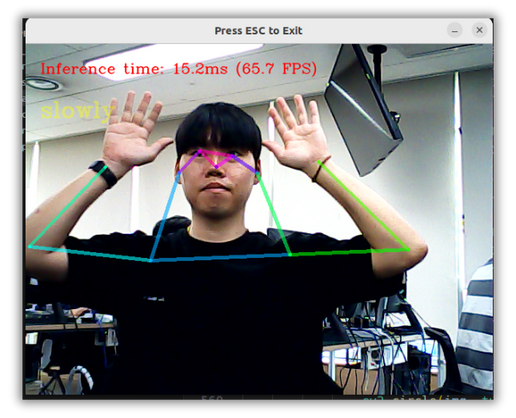 Press ESC to Exit
Inference time: 15.2ms (65.7 FPS)
slowly